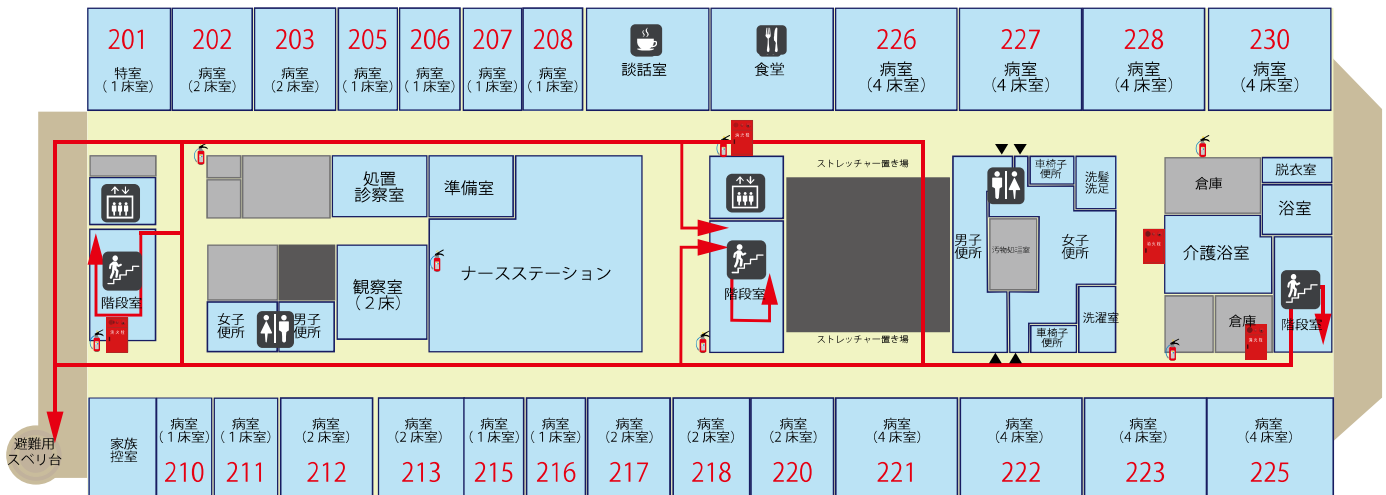 201
特室
(1床室)
202
病室
(2床室)
203
病室
(2床室)
205
病室
(1床室)
206
病室
(1床室)
207
病室
(1床室)
208
病室
(1床室)
談話室
食堂
226
病室
(4床室)
227
病室
(4床室)
228
病室
(4床室)
230
病室
(4床室)
処置
診察室
準備室
ナースステーション
観察室
(2床)
女子
便所
男子
便所
階段室
消火栓
階段室
ストレッチャー置き場
ストレッチャー置き場
男子
便所
汚物処理室
女子
便所
車椅子
便所
洗髪
洗足
洗濯室
車椅子
便所
倉庫
脱衣室
浴室
介護浴室
倉庫
階段室
避難用
スベリ台
家族
控室
病室
(1床室)
210
病室
(1床室)
211
病室
(2床室)
212
病室
(2床室)
213
病室
(1床室)
215
病室
(1床室)
216
病室
(2床室)
217
病室
(2床室)
218
病室
(2床室)
220
病室
(4床室)
221
病室
(4床室)
222
病室
(4床室)
223
病室
(4床室)
225